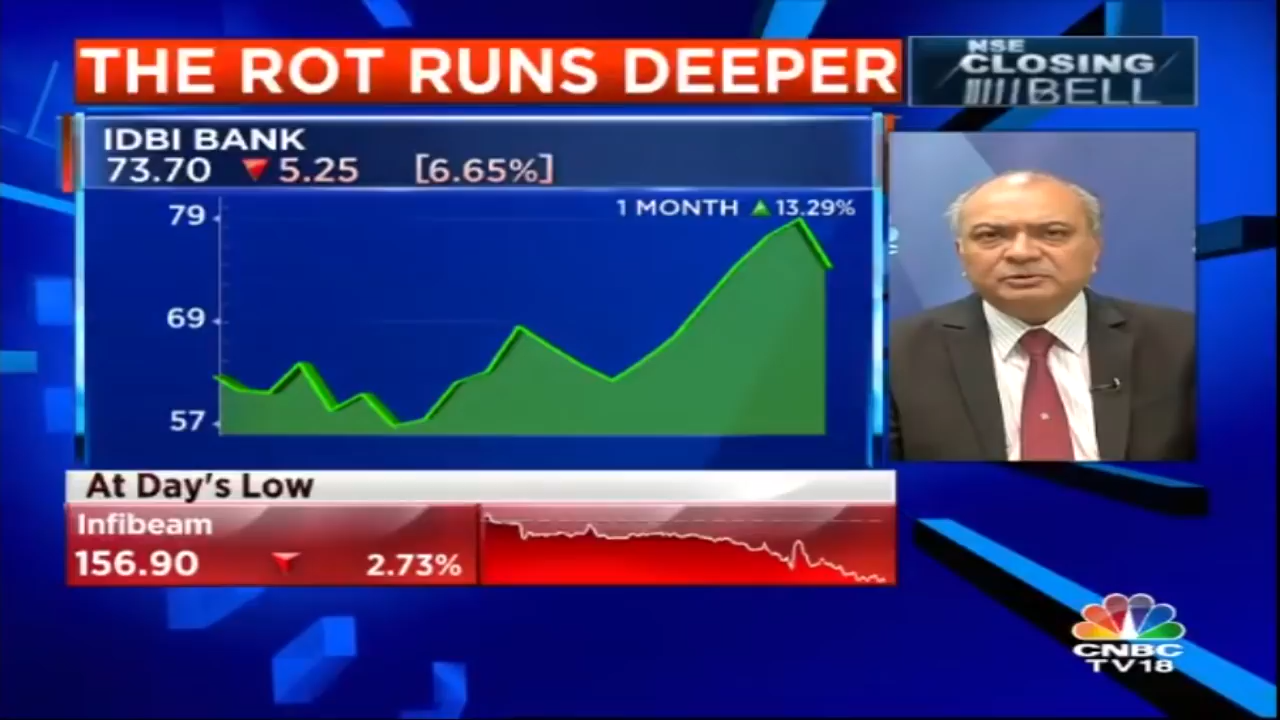 THE ROT RUNS DEEPER
NSE
CLOSING
BELL
IDBI BANK
73.70 ▼ 5.25 [6.65%]
1 MONTH ▲ 13.29%
79
69
57
At Day's Low
Infibeam
156.90 ▼ 2.73%
CNBC
TV18